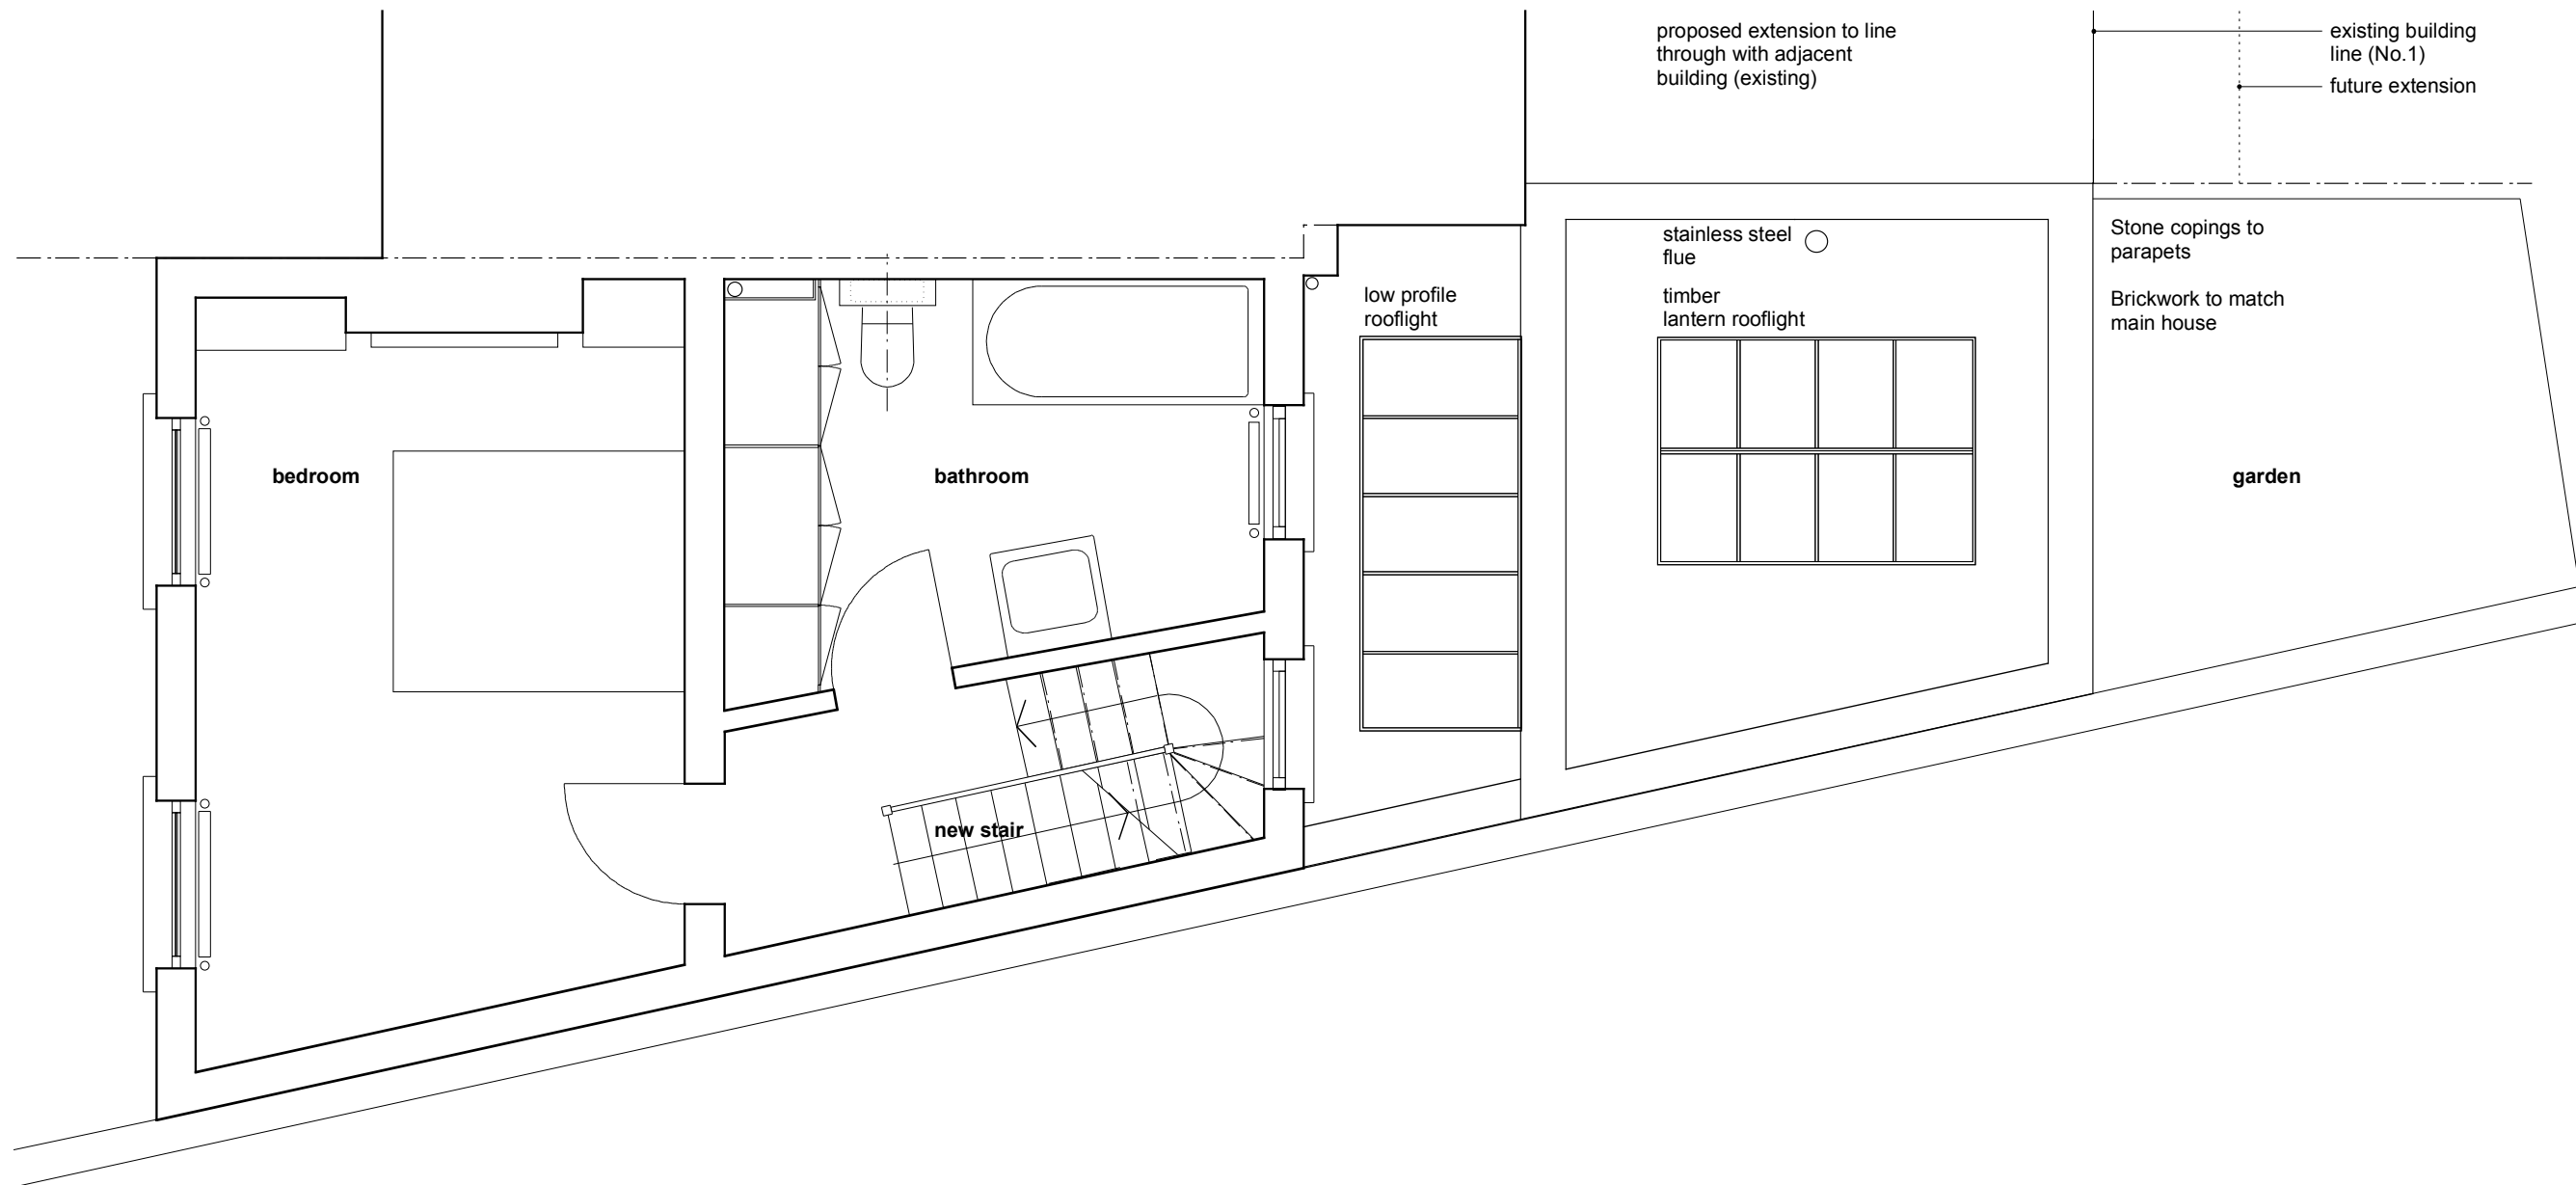 proposed extension to line
through with adjacent
building (existing)
existing building
line (No.1)
future extension
stainless steel
flue
Stone copings to
parapets
low profile
rooflight
timber
lantern rooflight
Brickwork to match
main house
bedroom
bathroom
garden
new stair